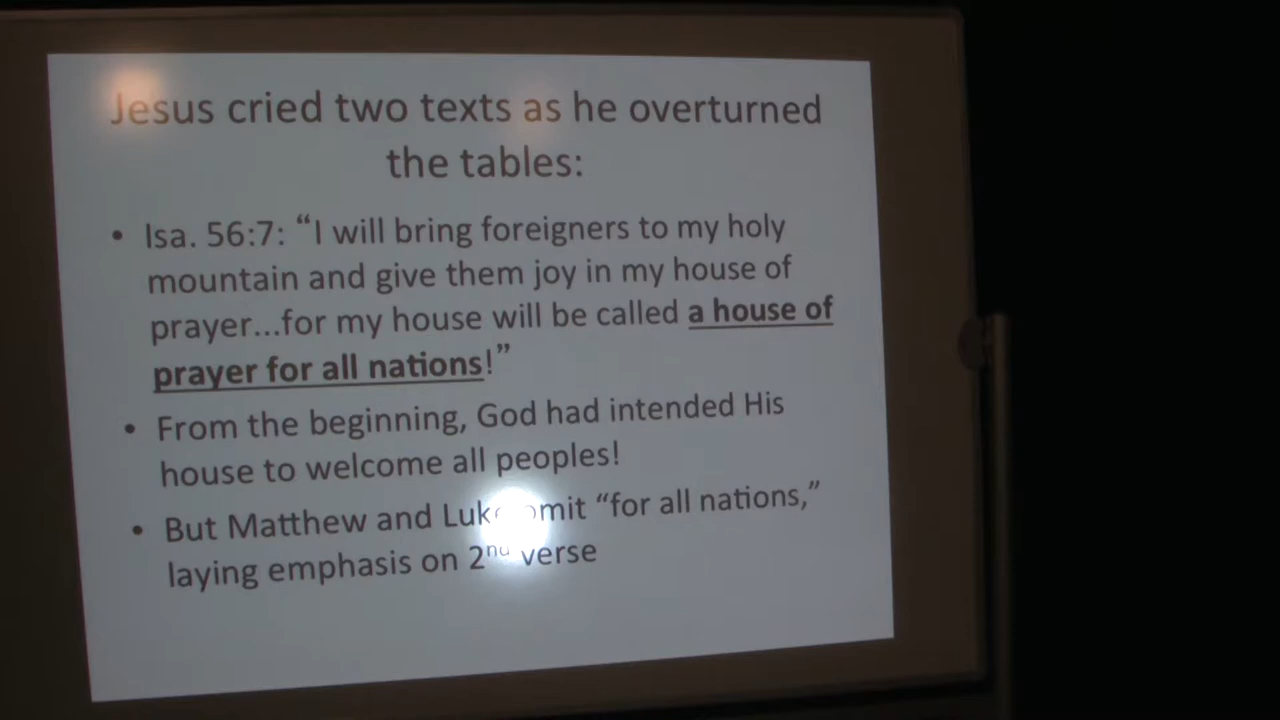 Jesus cried two texts as he overturned
the tables:
• Isa. 56:7: “I will bring foreigners to my holy
mountain and give them joy in my house of
prayer...for my house will be called a house of
prayer for all nations!”
• From the beginning, God had intended His
house to welcome all peoples!
• But Matthew and Luke omit “for all nations,”
laying emphasis on 2nd verse